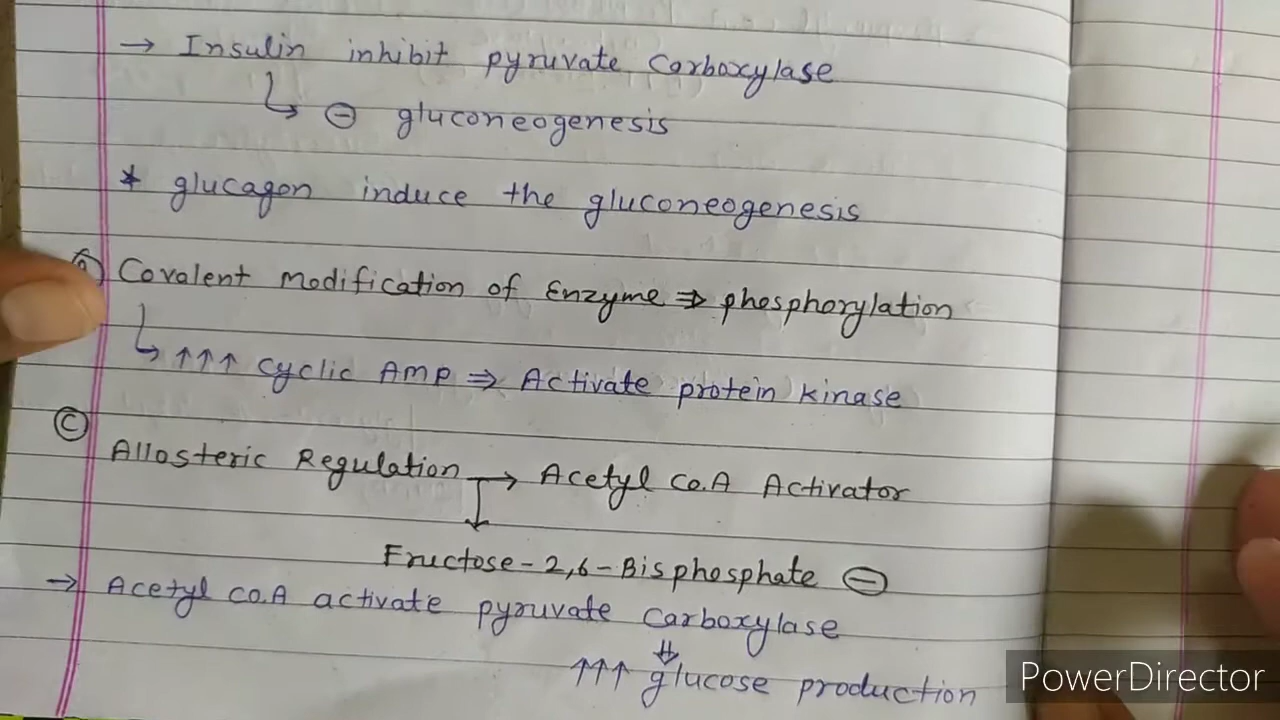 → Insulin inhibit pyruvate carboxylase
↳ ⊖ gluconeogenesis
* glucagon induce the gluconeogenesis
Covalent Modification of Enzyme ⇒ phosphorylation
↳ ↑↑↑ cyclic AMP ⇒ Activate protein kinase
Ⓒ
Allosteric Regulation → Acetyl Co.A Activator
↓
Fructose-2,6-Bisphosphate ⊖
→ Acetyl CO.A activate pyruvate carboxylase
⇓
↑↑↑ glucose production
PowerDirector